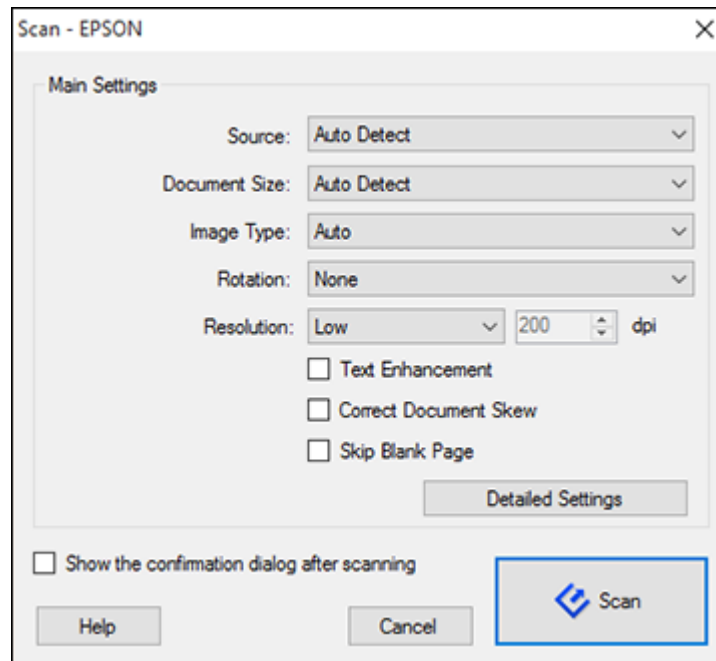 Scan - EPSON
Main Settings
Source: Auto Detect
Document Size: Auto Detect
Image Type: Auto
Rotation: None
Resolution: Low 200 dpi
Text Enhancement
Correct Document Skew
Skip Blank Page
Detailed Settings
Show the confirmation dialog after scanning
Scan
Help Cancel